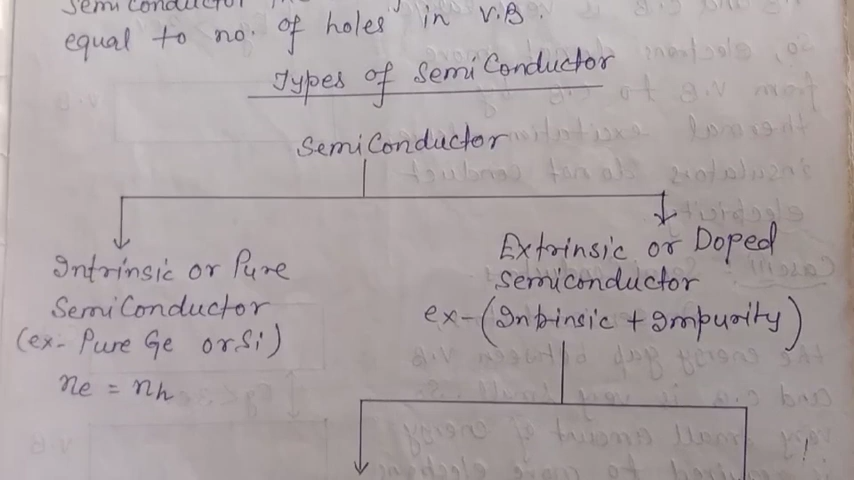 Semiconductor
equal to no. of holes in V.B.
Types of Semiconductor
Semiconductor
Intrinsic or Pure
Semiconductor
(ex- Pure Ge or Si)
ne = nh
Extrinsic or Doped
Semiconductor
ex-(Intrinsic + Impurity)